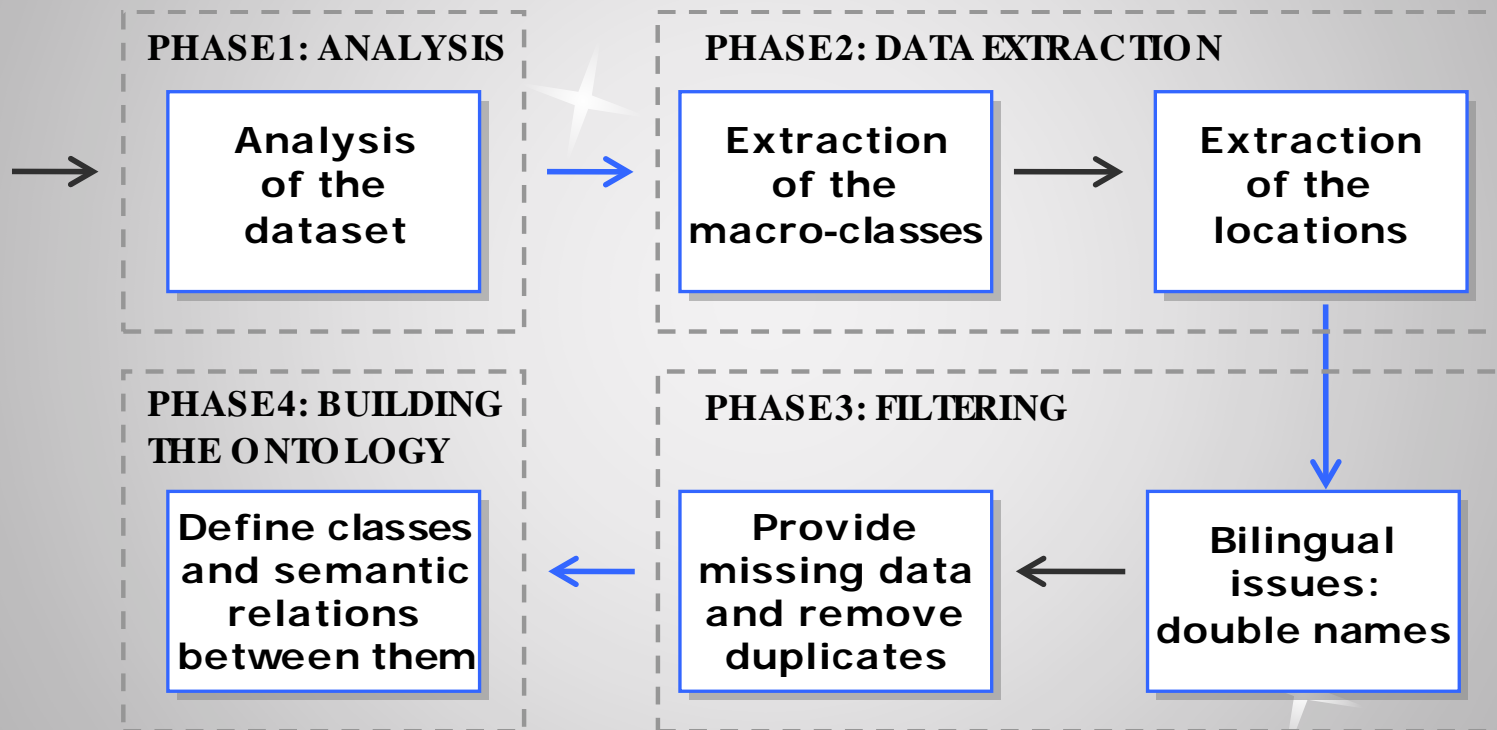 PHASE1: ANALYSIS
Analysis
of the
dataset
PHASE2: DATA EXTRACTION
Extraction
of the
macro-classes
Extraction
of the
locations
PHASE3: FILTERING
Bilingual
issues:
double names
Provide
missing data
and remove
duplicates
PHASE4: BUILDING
THE ONTOLOGY
Define classes
and semantic
relations
between them